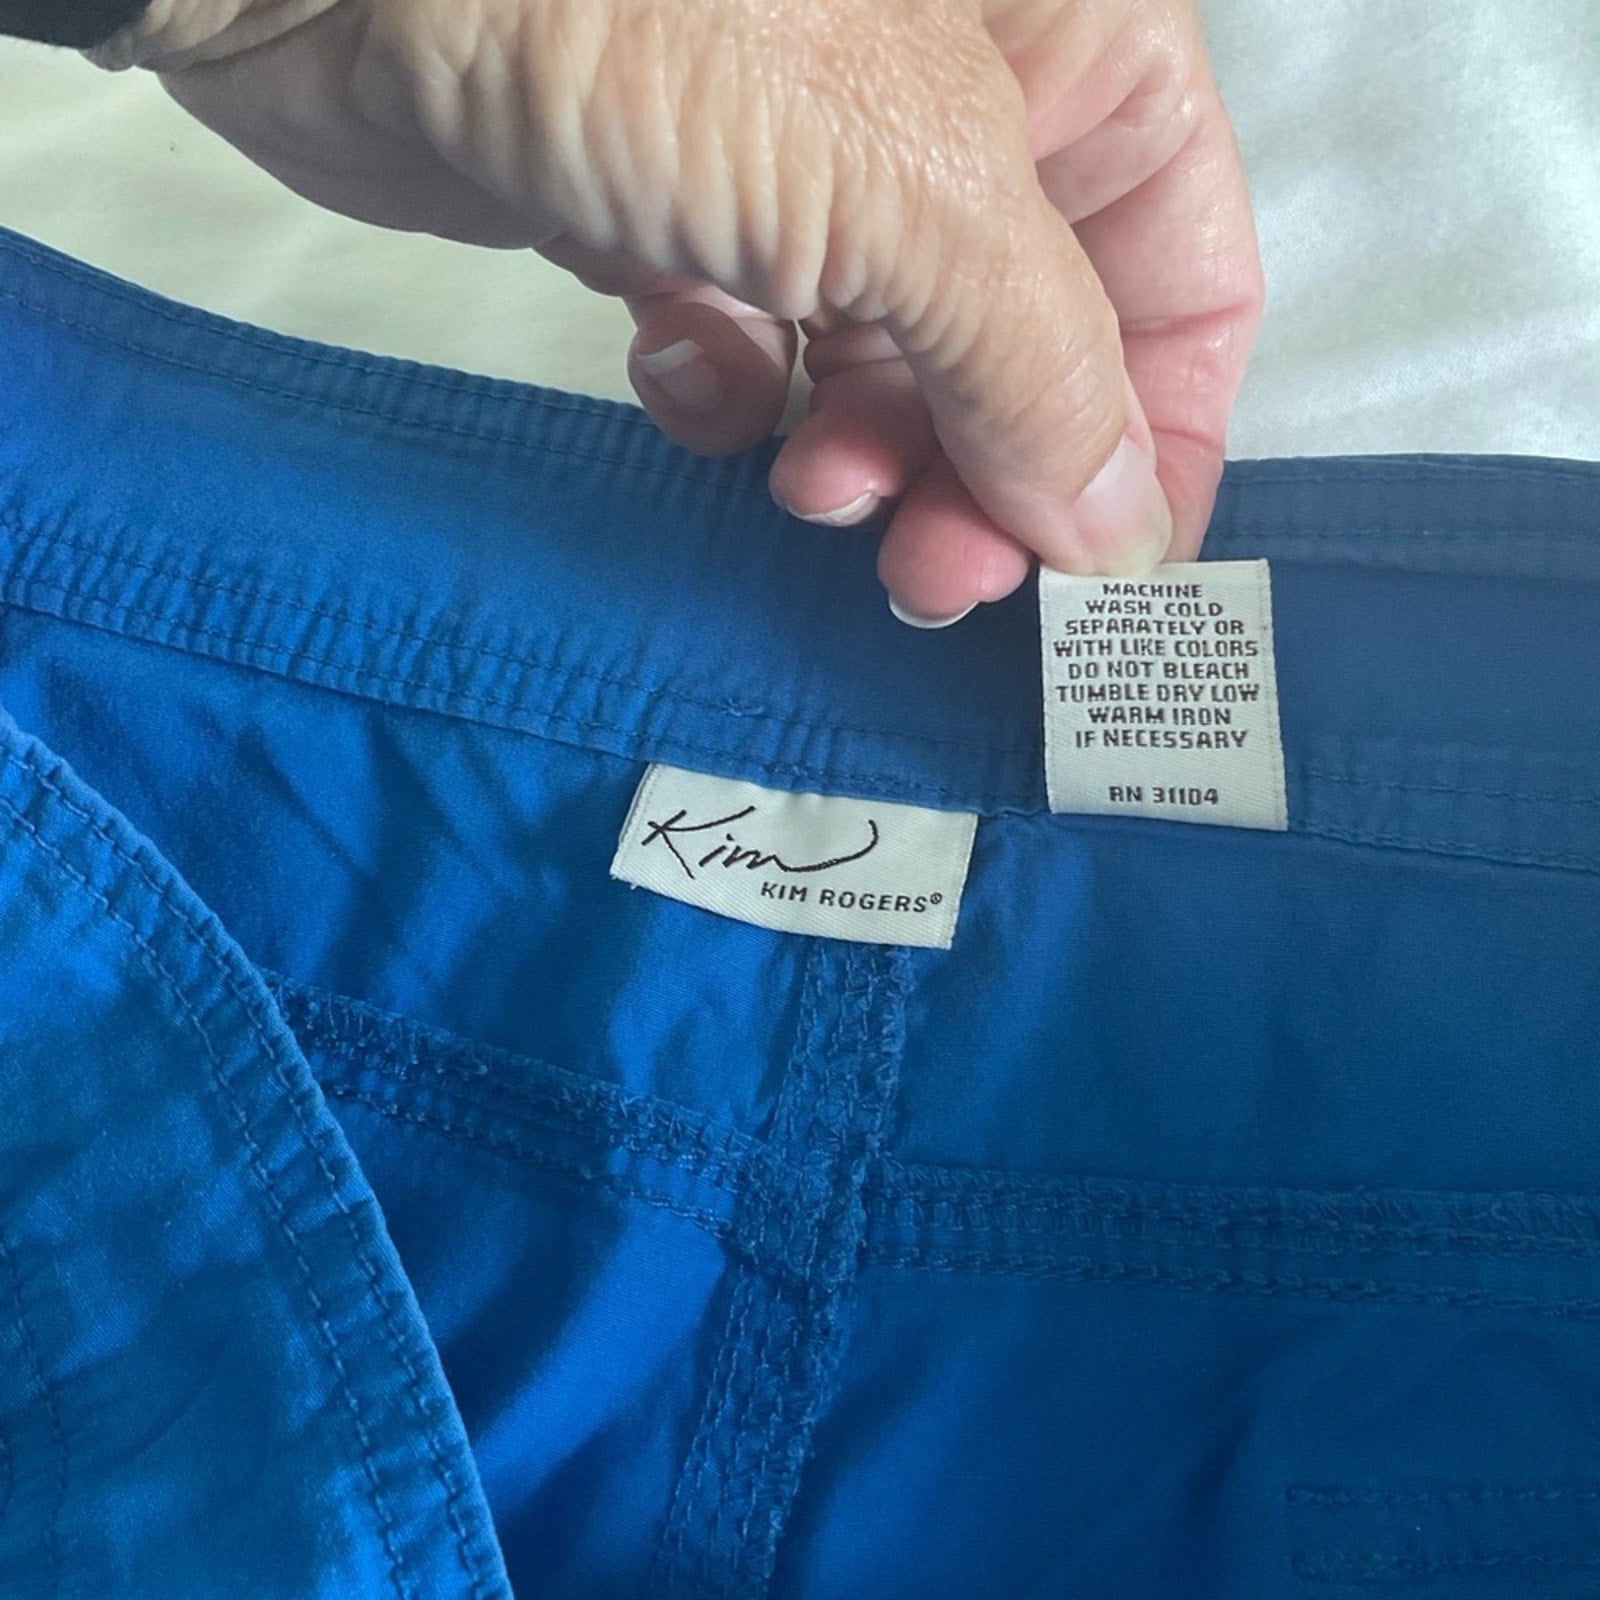 MACHINE
WASH COLD
SEPARATELY OR
WITH LIKE COLORS
DO NOT BLEACH
TUMBLE DRY LOW
WARM IRON
IF NECESSARY
RN 31104
Kim
KIM ROGERS®